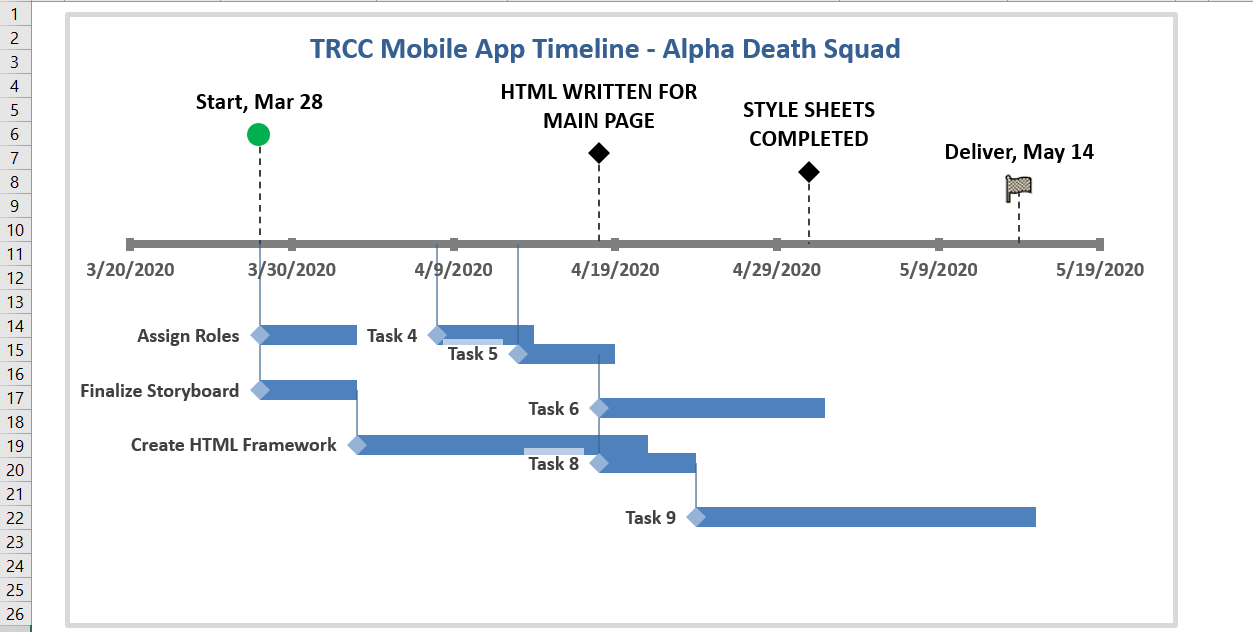 1
2
3
4
5
6
7
8
9
10
11
12
13
14
15
16
17
18
19
20
21
22
23
24
25
26
TRCC Mobile App Timeline - Alpha Death Squad
Start, Mar 28
HTML WRITTEN FOR
MAIN PAGE
STYLE SHEETS
COMPLETED
Deliver, May 14
3/20/2020 3/30/2020 4/9/2020 4/19/2020 4/29/2020 5/9/2020 5/19/2020
Assign Roles
Task 4
Task 5
Finalize Storyboard
Task 6
Create HTML Framework
Task 8
Task 9